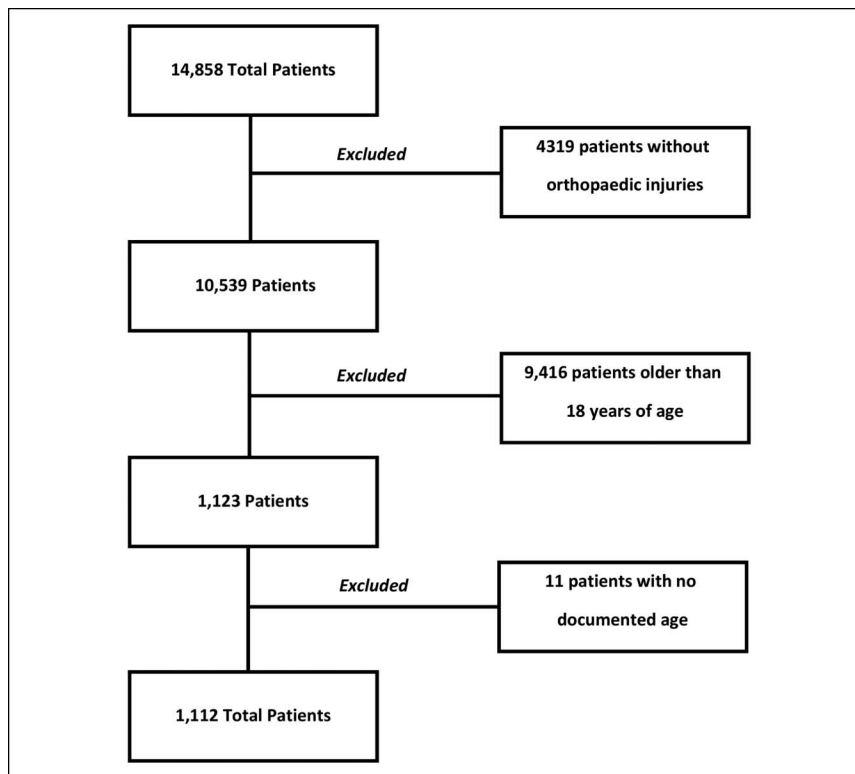 14,858 Total Patients
Excluded
4319 patients without
orthopaedic injuries
10,539 Patients
Excluded
9,416 patients older than
18 years of age
1,123 Patients
Excluded
11 patients with no
documented age
1,112 Total Patients